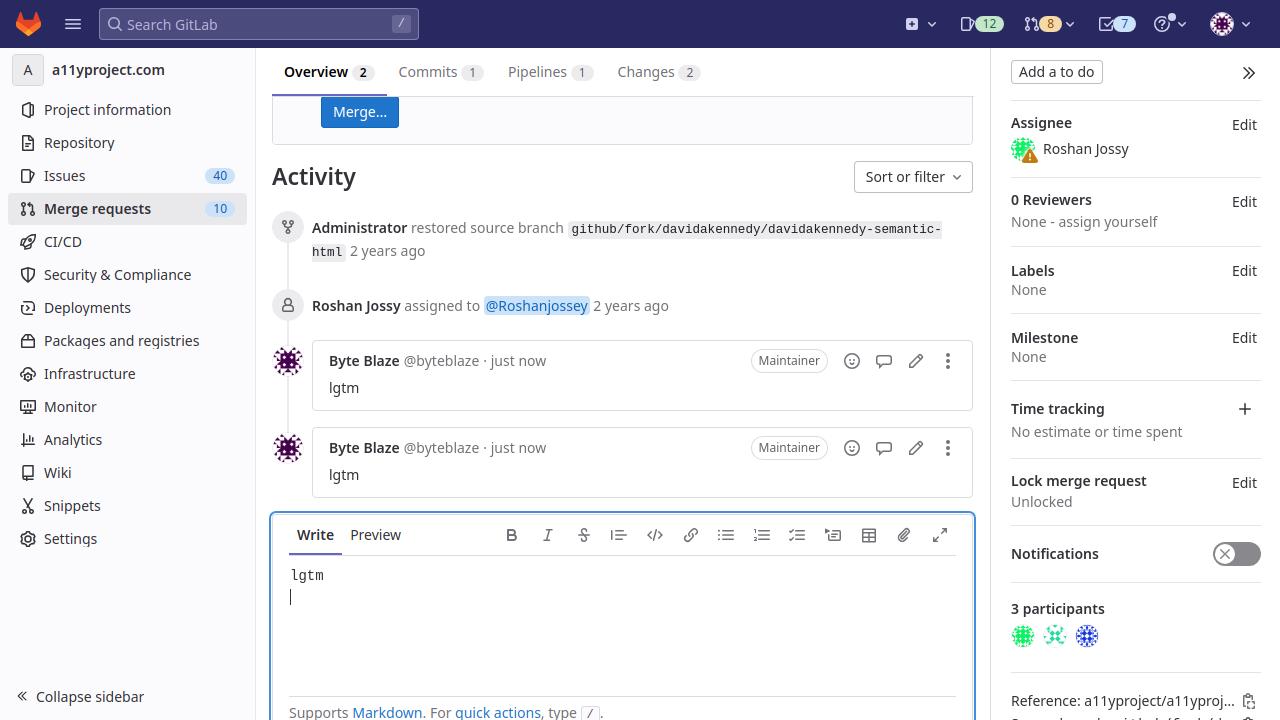 Search GitLab
/
12
8
7
A
a11yproject.com
Project information
Repository
Issues
40
Merge requests
10
CI/CD
Security & Compliance
Deployments
Packages and registries
Infrastructure
Monitor
Analytics
Wiki
Snippets
Settings
Collapse sidebar
Overview 2
Commits 1
Pipelines 1
Changes 2
Merge...
Activity
Sort or filter
Administrator restored source branch github/fork/davidakennedy/davidakennedy-semantic-
html 2 years ago
Roshan Jossy assigned to @Roshanjossey 2 years ago
Byte Blaze @byteblaze · just now
Maintainer
lgtm
Byte Blaze @byteblaze · just now
Maintainer
lgtm
Write
Preview
lgtm
Supports Markdown. For quick actions, type /.
Add a to do
Assignee
Edit
Roshan Jossy
0 Reviewers
Edit
None - assign yourself
Labels
Edit
None
Milestone
Edit
None
Time tracking
No estimate or time spent
Lock merge request
Edit
Unlocked
Notifications
3 participants
Reference: a11yproject/a11yproj...